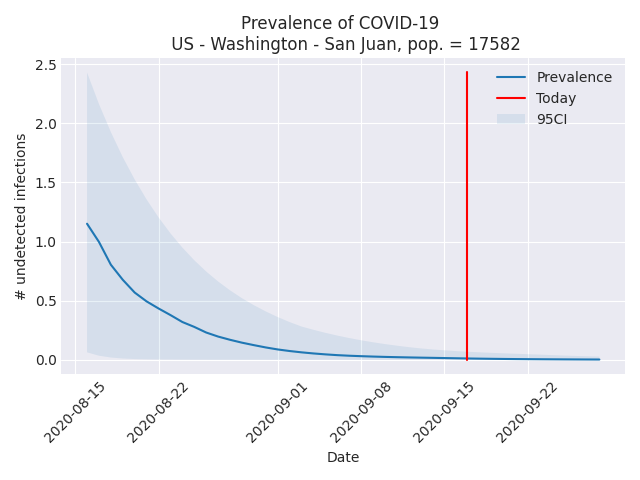 Prevalence of COVID-19
US - Washington - San Juan, pop. = 17582
# undetected infections
2.5
2.0
1.5
1.0
0.5
0.0
Prevalence
Today
95CI
2020-08-15
2020-08-22
2020-09-01
2020-09-08
2020-09-15
2020-09-22
Date